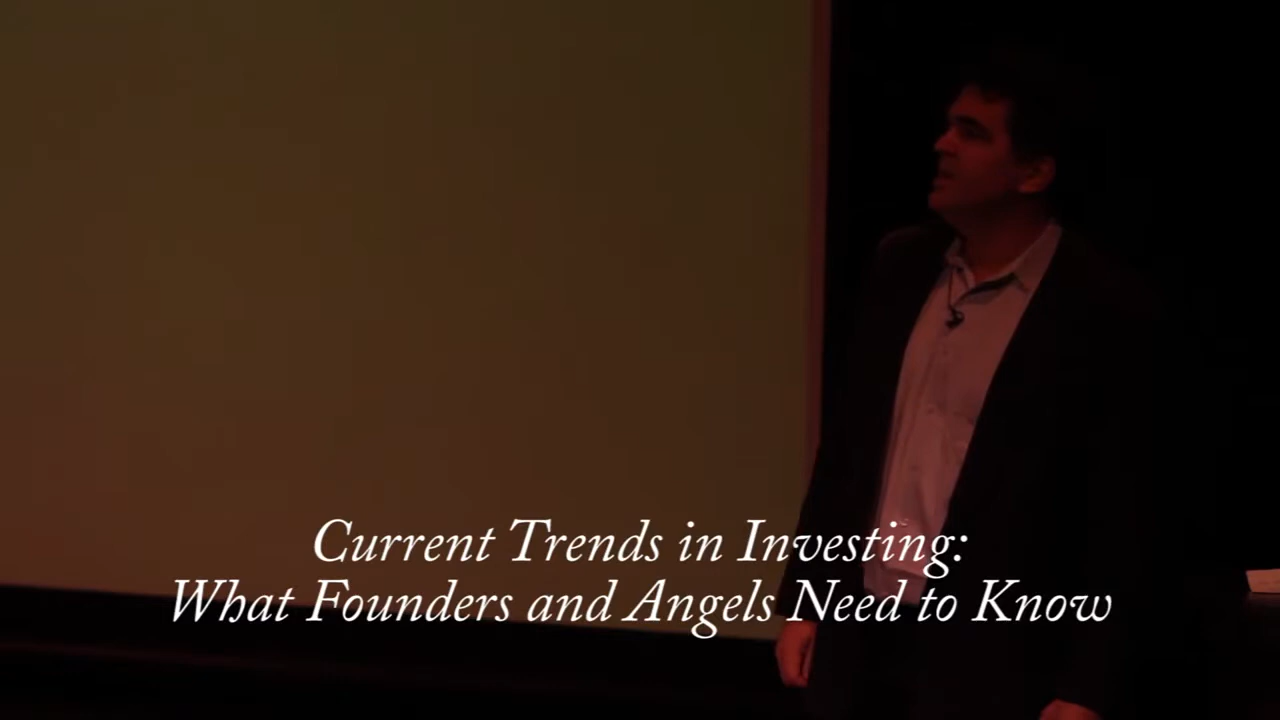 Current Trends in Investing:
What Founders and Angels Need to Know